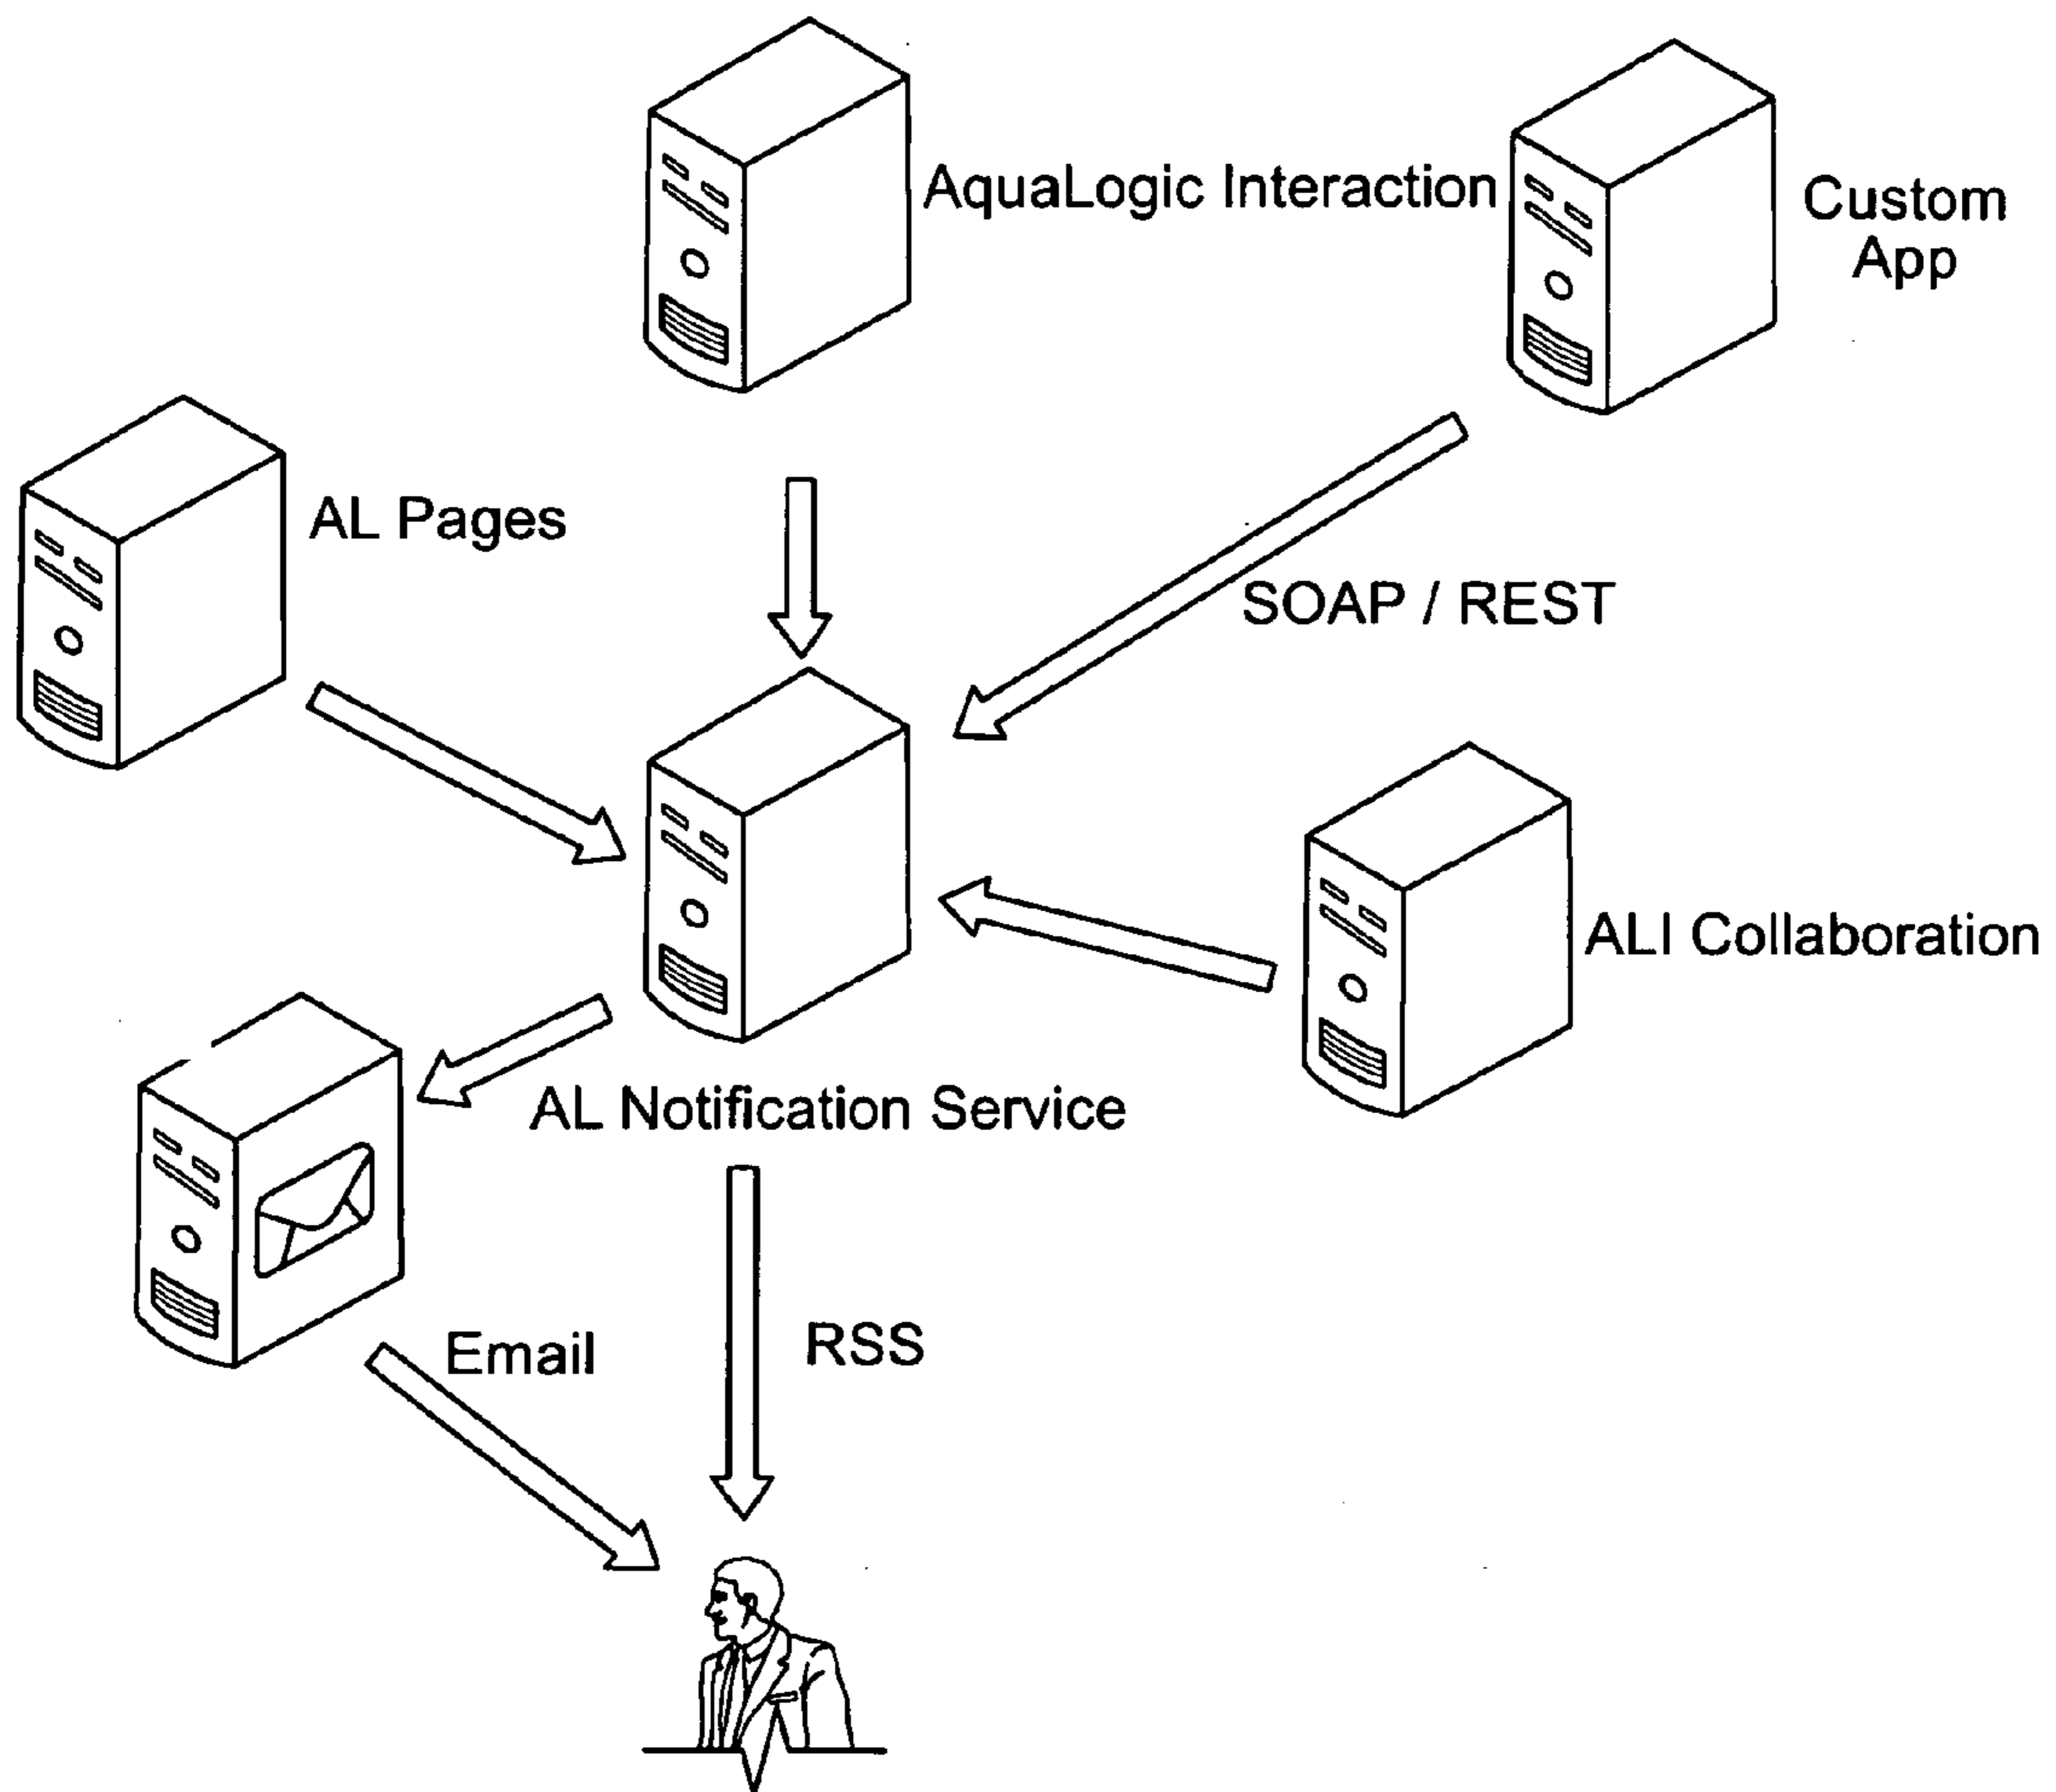 AquaLogic Interaction
Custom
App
AL Pages
SOAP / REST
ALI Collaboration
AL Notification Service
Email
RSS